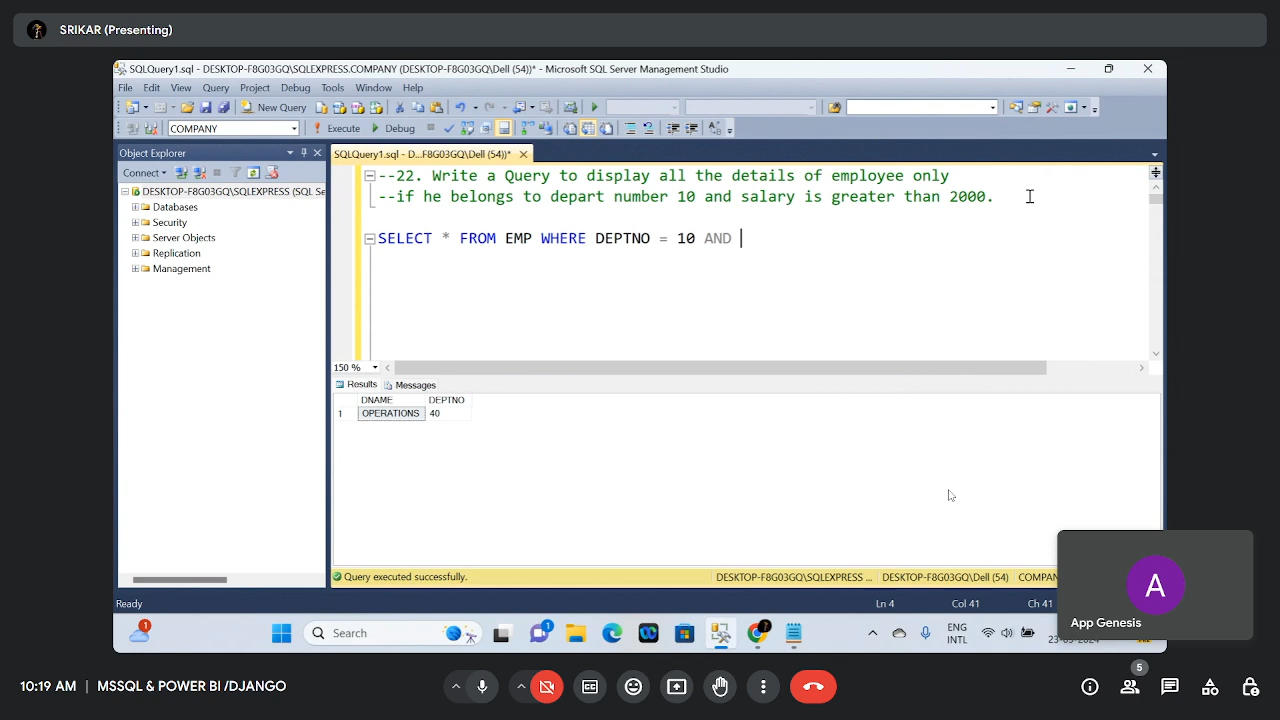 SRIKAR (Presenting)
SQLQuery1.sql - DESKTOP-F8G03GQ\SQLEXPRESS.COMPANY (DESKTOP-F8G03GQ\Dell (54))* - Microsoft SQL Server Management Studio
File Edit View Query Project Debug Tools Window Help
New Query
COMPANY Execute Debug
Object Explorer
SQLQuery1.sql - D...F8G03GQ\Dell (54))*
Connect
DESKTOP-F8G03GQ\SQLEXPRESS (SQL Se
Databases
Security
Server Objects
Replication
Management
--22. Write a Query to display all the details of employee only
--if he belongs to depart number 10 and salary is greater than 2000.
SELECT * FROM EMP WHERE DEPTNO = 10 AND
150 %
Results Messages
DNAME DEPTNO
1 OPERATIONS 40
Query executed successfully. DESKTOP-F8G03GQ\SQLEXPRESS ... DESKTOP-F8G03GQ\Dell (54) COMPAN
Ready Ln 4 Col 41 Ch 41
A
App Genesis
1 Search 1 ENG
INTL
10:19 AM | MSSQL & POWER BI /DJANGO
5